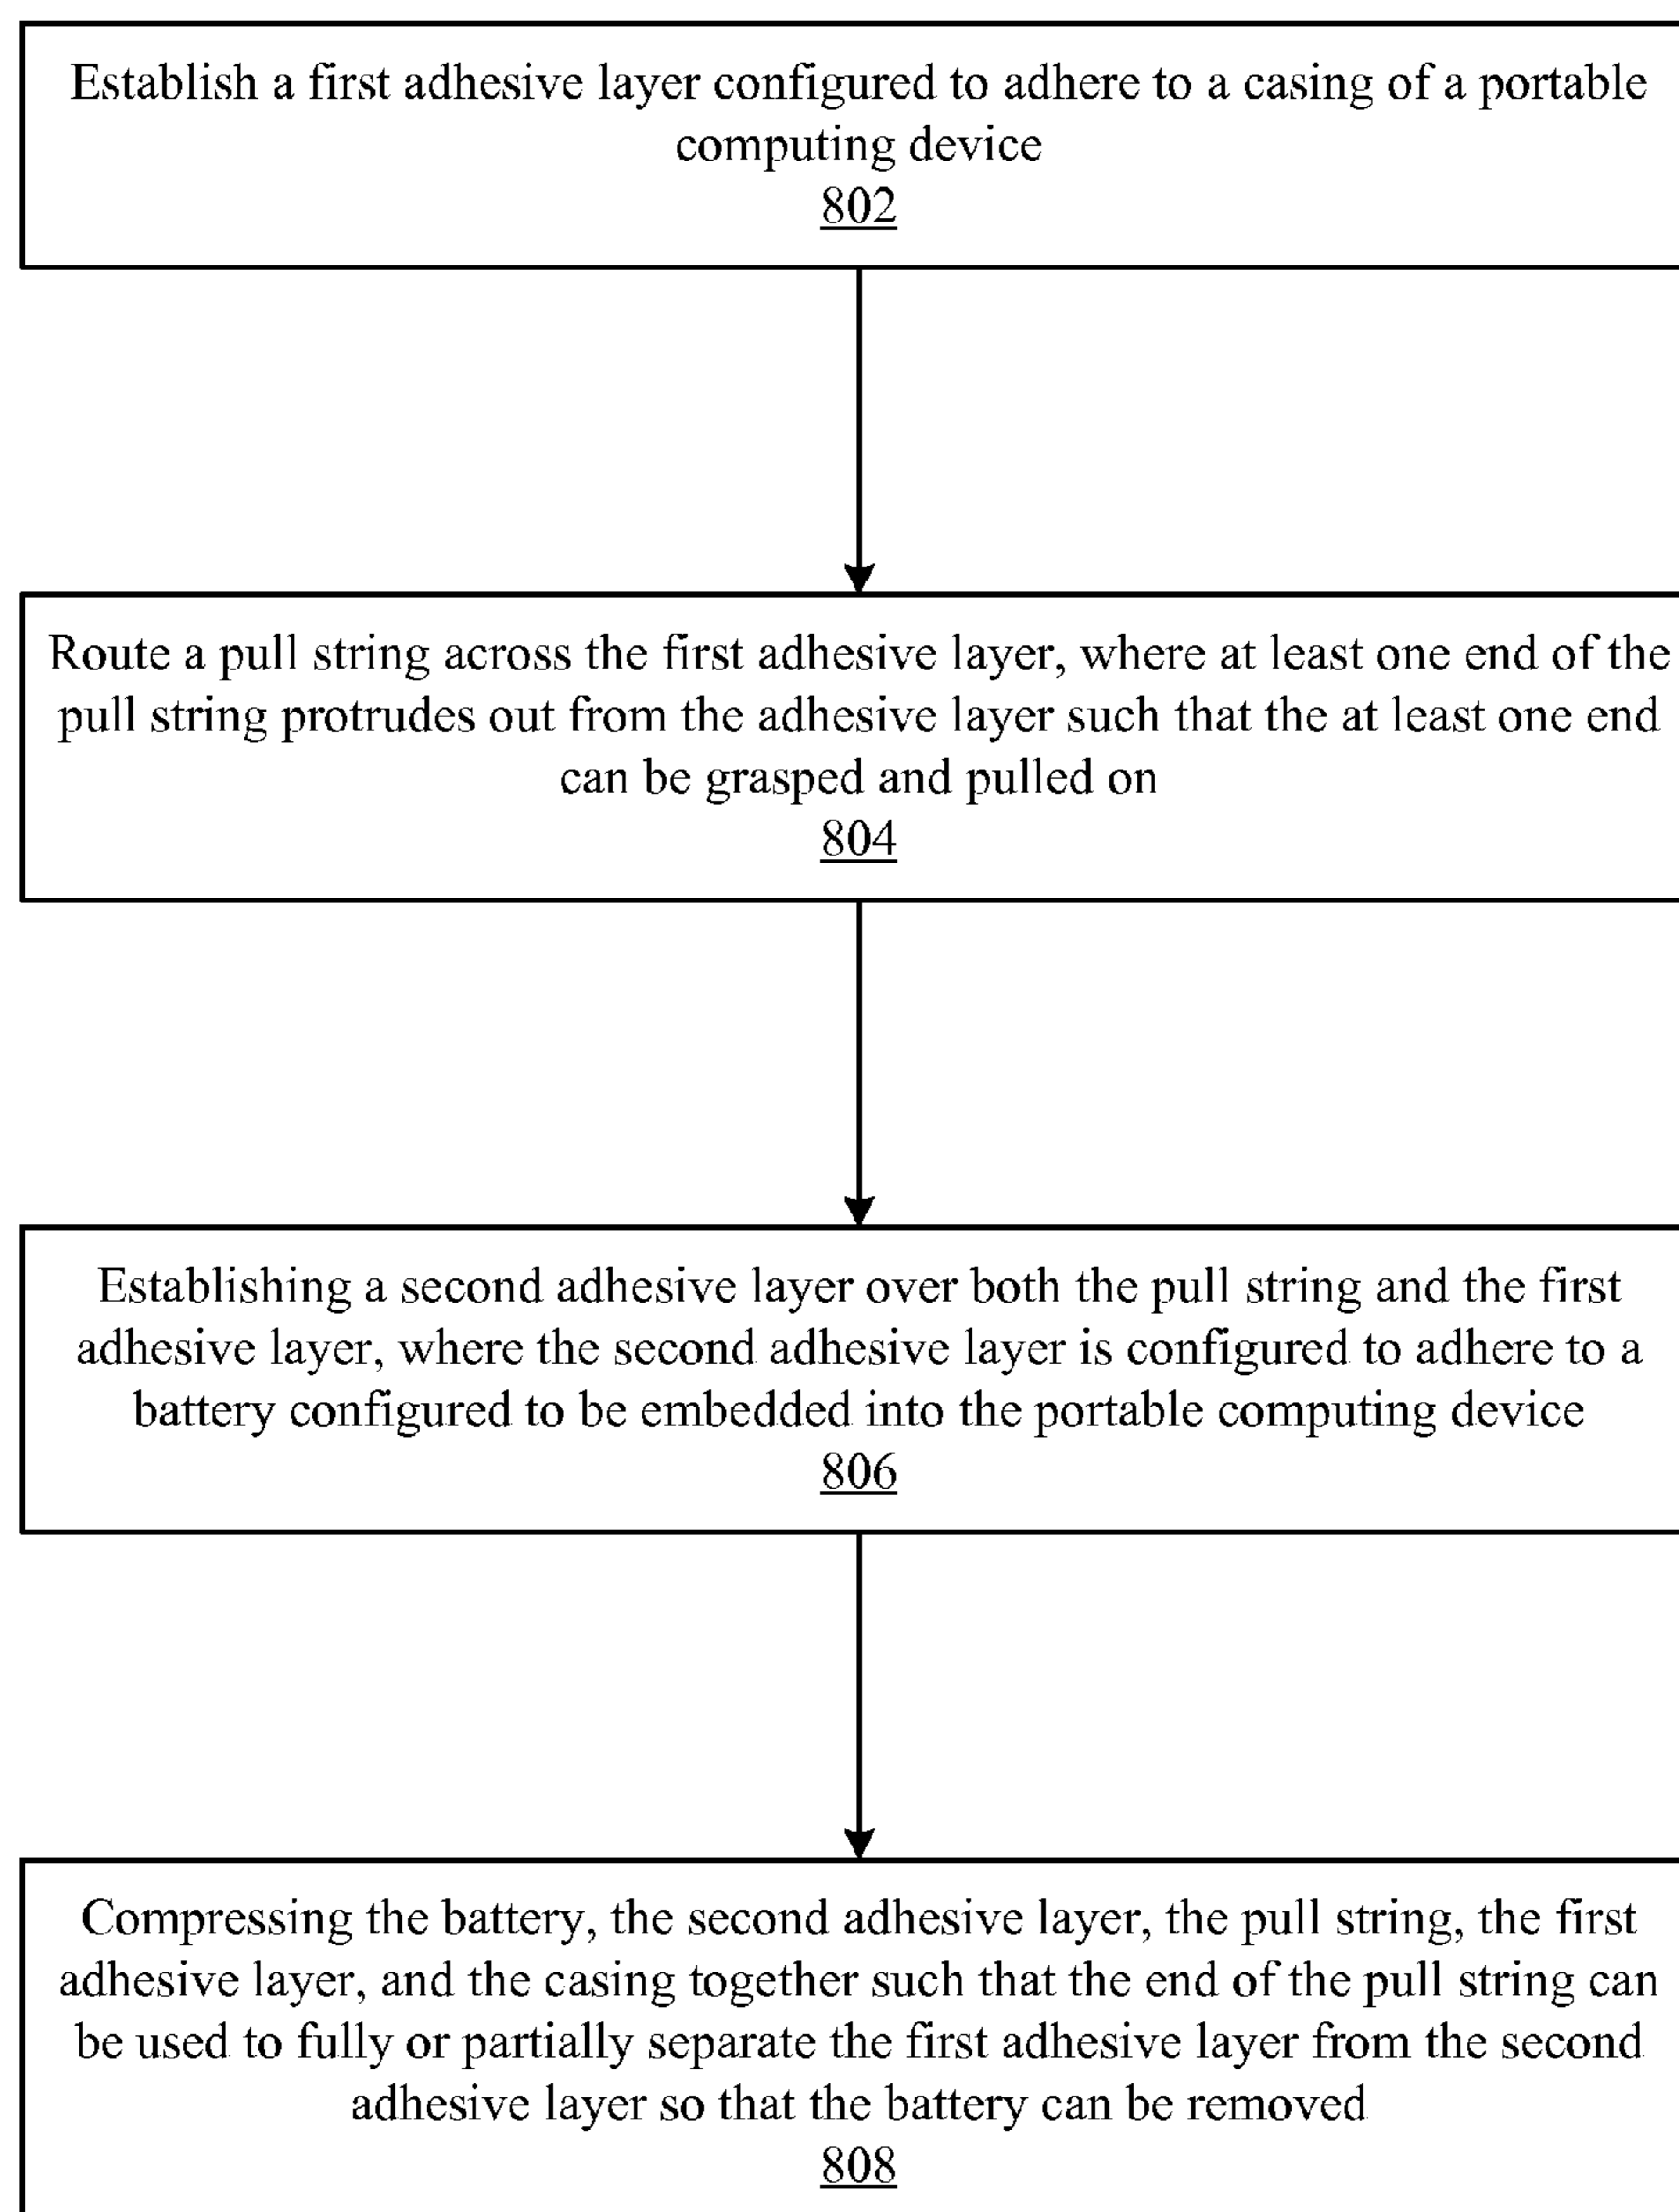 Establish a first adhesive layer configured to adhere to a casing of a portable
computing device
802
Route a pull string across the first adhesive layer, where at least one end of the
pull string protrudes out from the adhesive layer such that the at least one end
can be grasped and pulled on
804
Establishing a second adhesive layer over both the pull string and the first
adhesive layer, where the second adhesive layer is configured to adhere to a
battery configured to be embedded into the portable computing device
806
Compressing the battery, the second adhesive layer, the pull string, the first
adhesive layer, and the casing together such that the end of the pull string can
be used to fully or partially separate the first adhesive layer from the second
adhesive layer so that the battery can be removed
808